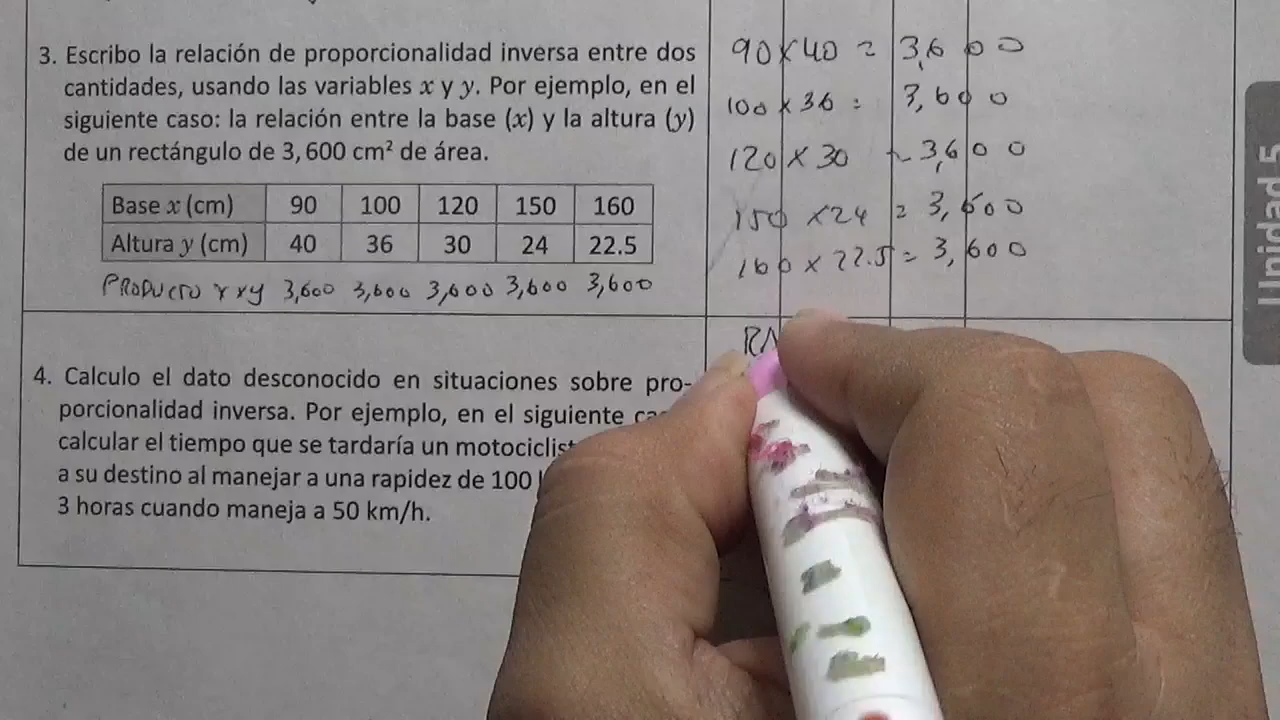 3. Escribo la relación de proporcionalidad inversa entre dos
cantidades, usando las variables x y y. Por ejemplo, en el
siguiente caso: la relación entre la base (x) y la altura (y)
de un rectángulo de 3,600 cm² de área.
Base x (cm) 90 100 120 150 160
Altura y (cm) 40 36 30 24 22.5
PRODUCTO x x y 3,600 3,600 3,600 3,600 3,600
90 x 40 = 3,600
100 x 36 = 3,600
120 x 30 = 3,600
150 x 24 = 3,600
160 x 22.5 = 3,600
4. Calculo el dato desconocido en situaciones sobre pro-
porcionalidad inversa. Por ejemplo, en el siguiente
calcular el tiempo que se tardaría un
a su destino al manejar a una rapidez de 100
3 horas cuando maneja a 50 km/h.
Unidad 5